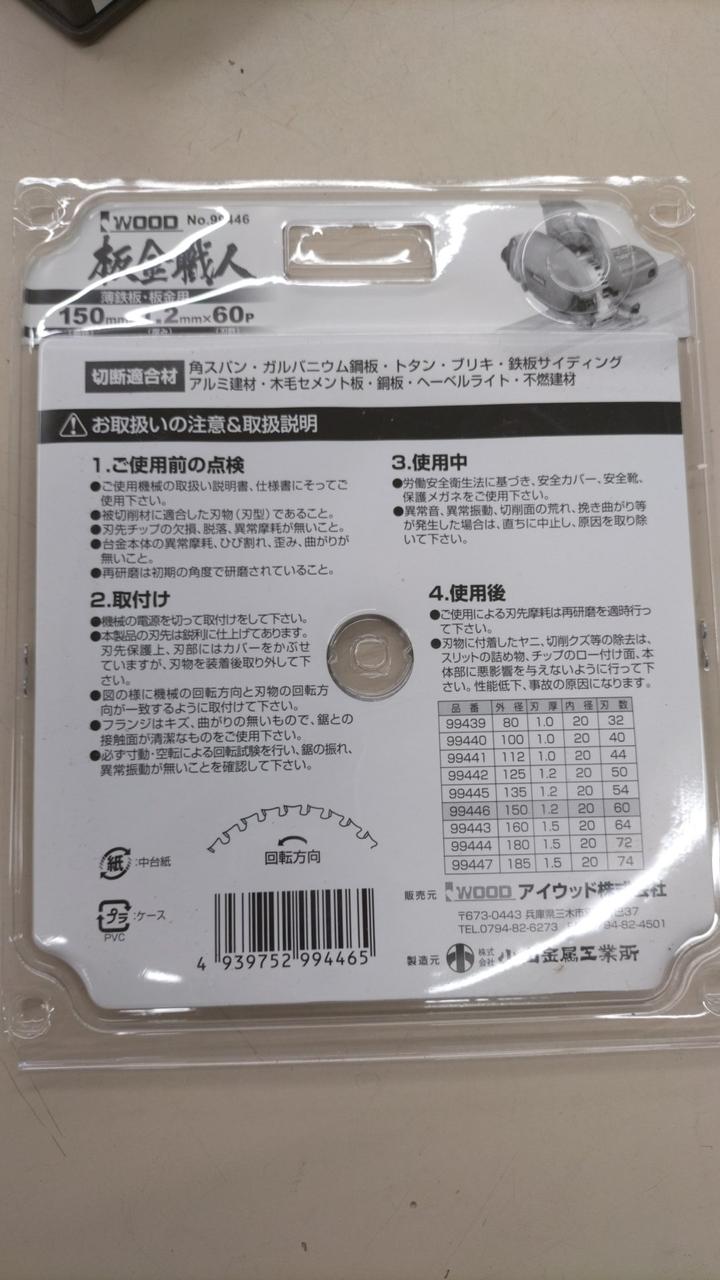 WOOD No.99446
板金職人
薄鉄板・板金用
150mm×1.2mm×60P
切断適合材
角スパン・ガルバニウム鋼板・トタン・ブリキ・鉄板サイディング
アルミ建材・木毛セメント板・鋼板・ヘーベルライト・不燃建材
お取扱いの注意&取扱説明
1.ご使用前の点検
●ご使用機械の取扱い説明書、仕様書にそってご
使用下さい。
●被切削材に適合した刃物(刃型)であること。
●刃先チップの欠損、脱落、異常摩耗が無いこと。
●台金本体の異常摩耗、ひび割れ、歪み、曲がりが
無いこと。
●再研磨は初期の角度で研磨されていること。
2.取付け
●機械の電源を切って取付けをして下さい。
●本製品の刃先は鋭利に仕上げてあります。
刃先保護上、刃部にはカバーをかぶせ
ていますが、刃物を装着後取り外して下
さい。
●図の様に機械の回転方向と刃物の回転方
向が一致するように取付けて下さい。
●フランジはキズ、曲がりの無いもので、鋸との
接触面が清潔なものをご使用下さい。
●必ず寸動・空転による回転試験を行い、鋸の振れ、
異常振動が無いことを確認して下さい。
3.使用中
●労働安全衛生法に基づき、安全カバー、安全靴、
保護メガネをご使用下さい。
●異常音、異常振動、切削面の荒れ、挽き曲がり等
が発生した場合は、直ちに中止し、原因を取り除
いて下さい。
4.使用後
●ご使用による刃先摩耗は再研磨を適時行っ
て下さい。
●刃物に付着したヤニ、切削クズ等の除去は、
スリットの詰め物、チップのロー付け面、本
体部に悪影響を与えないように行って下
さい。性能低下、事故の原因になります。
品番 外径 刃厚 内径 刃数
99439 80 1.0 20 32
99440 100 1.0 20 40
99441 112 1.0 20 44
99442 125 1.2 20 50
99445 135 1.2 20 54
99446 150 1.2 20 60
99443 160 1.5 20 64
99444 180 1.5 20 72
99447 185 1.5 20 74
回転方向
紙 :中台紙
プラ :ケース
PVC
4 939752 994465
販売元 WOOD アイウッド株式会社
〒673-0443 兵庫県三木市 37
TEL.0794-82-6273 94-82-4501
製造元 株式会社 小山金属工業所